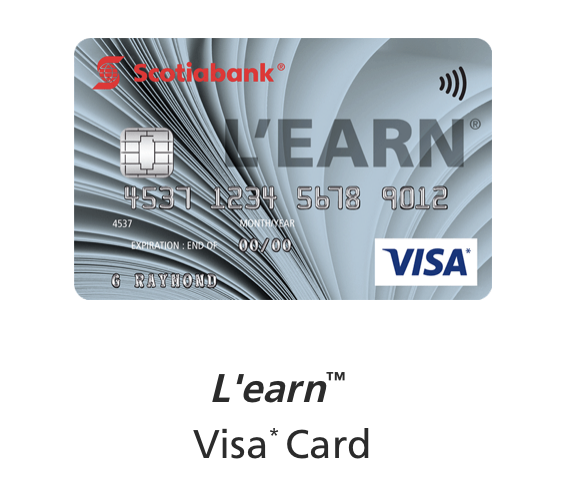 Scotiabank®
L'EARN®
4537 1234 5678 9012
4537 MONTH/YEAR
EXPIRATION : END OF 00/00
VISA*
G RAYMOND
L'earn™
Visa* Card